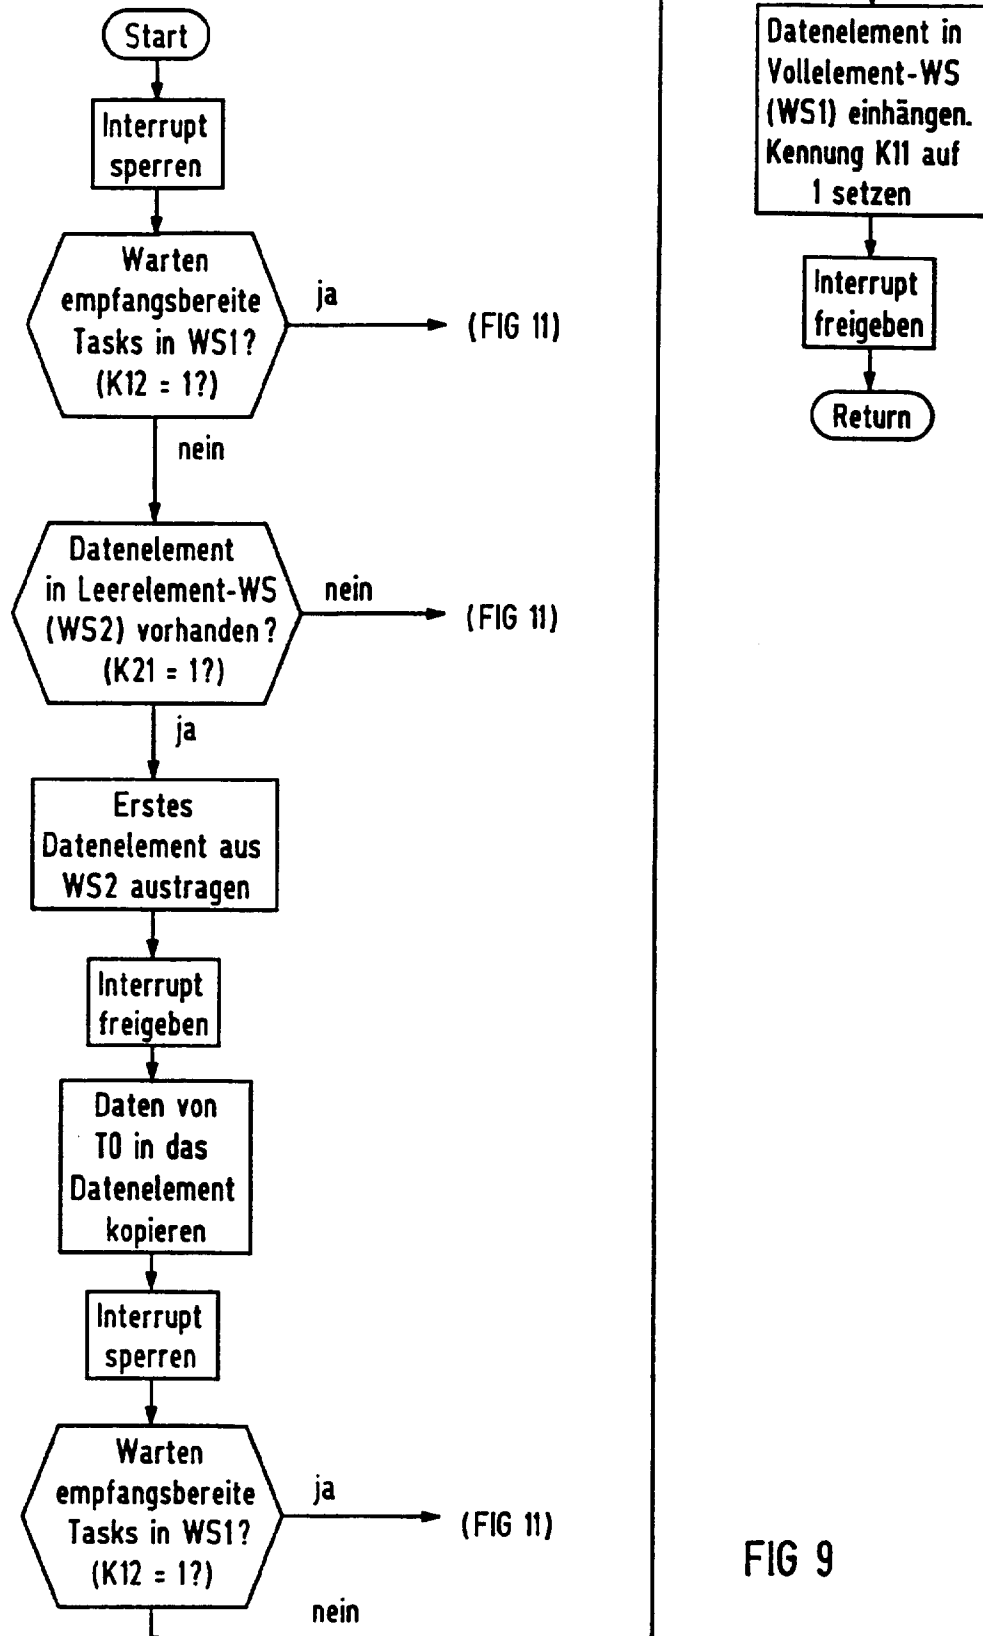 Start
Interrupt
sperren
Warten
empfangsbereite
Tasks in WS1?
(K12 = 1?)
ja
(FIG 11)
nein
Datenelement
in Leerelement-WS
(WS2) vorhanden?
(K21 = 1?)
nein
(FIG 11)
ja
Erstes
Datenelement aus
WS2 austragen
Interrupt
freigeben
Daten von
T0 in das
Datenelement
kopieren
Interrupt
sperren
Warten
empfangsbereite
Tasks in WS1?
(K12 = 1?)
ja
(FIG 11)
nein
Datenelement in
Vollelement-WS
(WS1) einhängen.
Kennung K11 auf
1 setzen
Interrupt
freigeben
Return
FIG 9